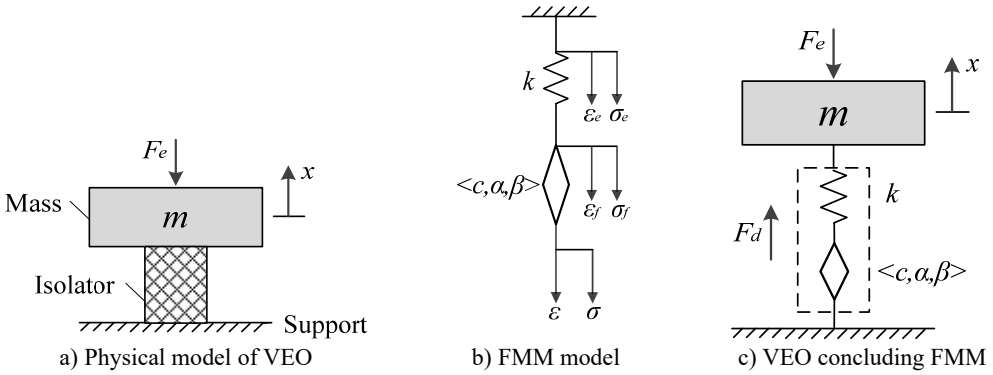 Fe
x
Mass
m
Isolator
Support
a) Physical model of VEO
k
εe σe
<c,α,β>
εf σf
ε σ
b) FMM model
Fe
x
m
k
Fd
<c,α,β>
c) VEO concluding FMM